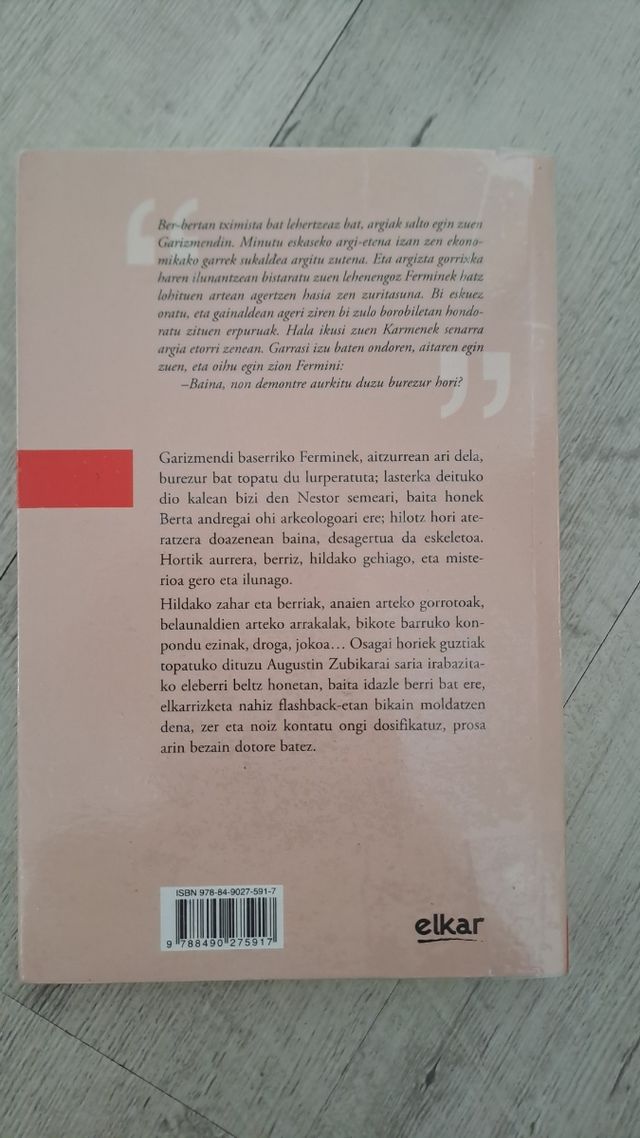 Ber-bertan tximista bat lehertzeaz bat, argiak salto egin zuen
Garizmendin. Minutu eskaseko argi-etena izan zen ekono-
mikako garrek sukaldea argitu zutena. Eta argizta gorrixka
haren ilunantzean bistaratu zuen lehenengoz Ferminek hatz
lohituen artean agertzen hasia zen zuritasuna. Bi eskuez
oratu, eta gainaldean ageri ziren bi zulo borobiletan hondo-
ratu zituen erpuruak. Hala ikusi zuen Karmenek senarra
argia etorri zenean. Garrasi izu baten ondoren, aitaren egin
zuen, eta oihu egin zion Fermini:
–Baina, non demontre aurkitu duzu burezur hori?
Garizmendi baserriko Ferminek, aitzurrean ari dela,
burezur bat topatu du lurperatuta; lasterka deituko
dio kalean bizi den Nestor semeari, baita honek
Berta andregai ohi arkeologoari ere; hilotz hori ate-
ratzera doazenean baina, desagertua da eskeletoa.
Hortik aurrera, berriz, hildako gehiago, eta miste-
rioa gero eta ilunago.
Hildako zahar eta berriak, anaien arteko gorrotoak,
belaunaldien arteko arrakalak, bikote barruko kon-
pondu ezinak, droga, jokoa... Osagai horiek guztiak
topatuko dituzu Augustin Zubikarai saria irabazita-
ko eleberri beltz honetan, baita idazle berri bat ere,
elkarrizketa nahiz flashback-etan bikain moldatzen
dena, zer eta noiz kontatu ongi dosifikatuz, prosa
arin bezain dotore batez.
ISBN 978-84-9027-591-7
9 788490 275917
elkar